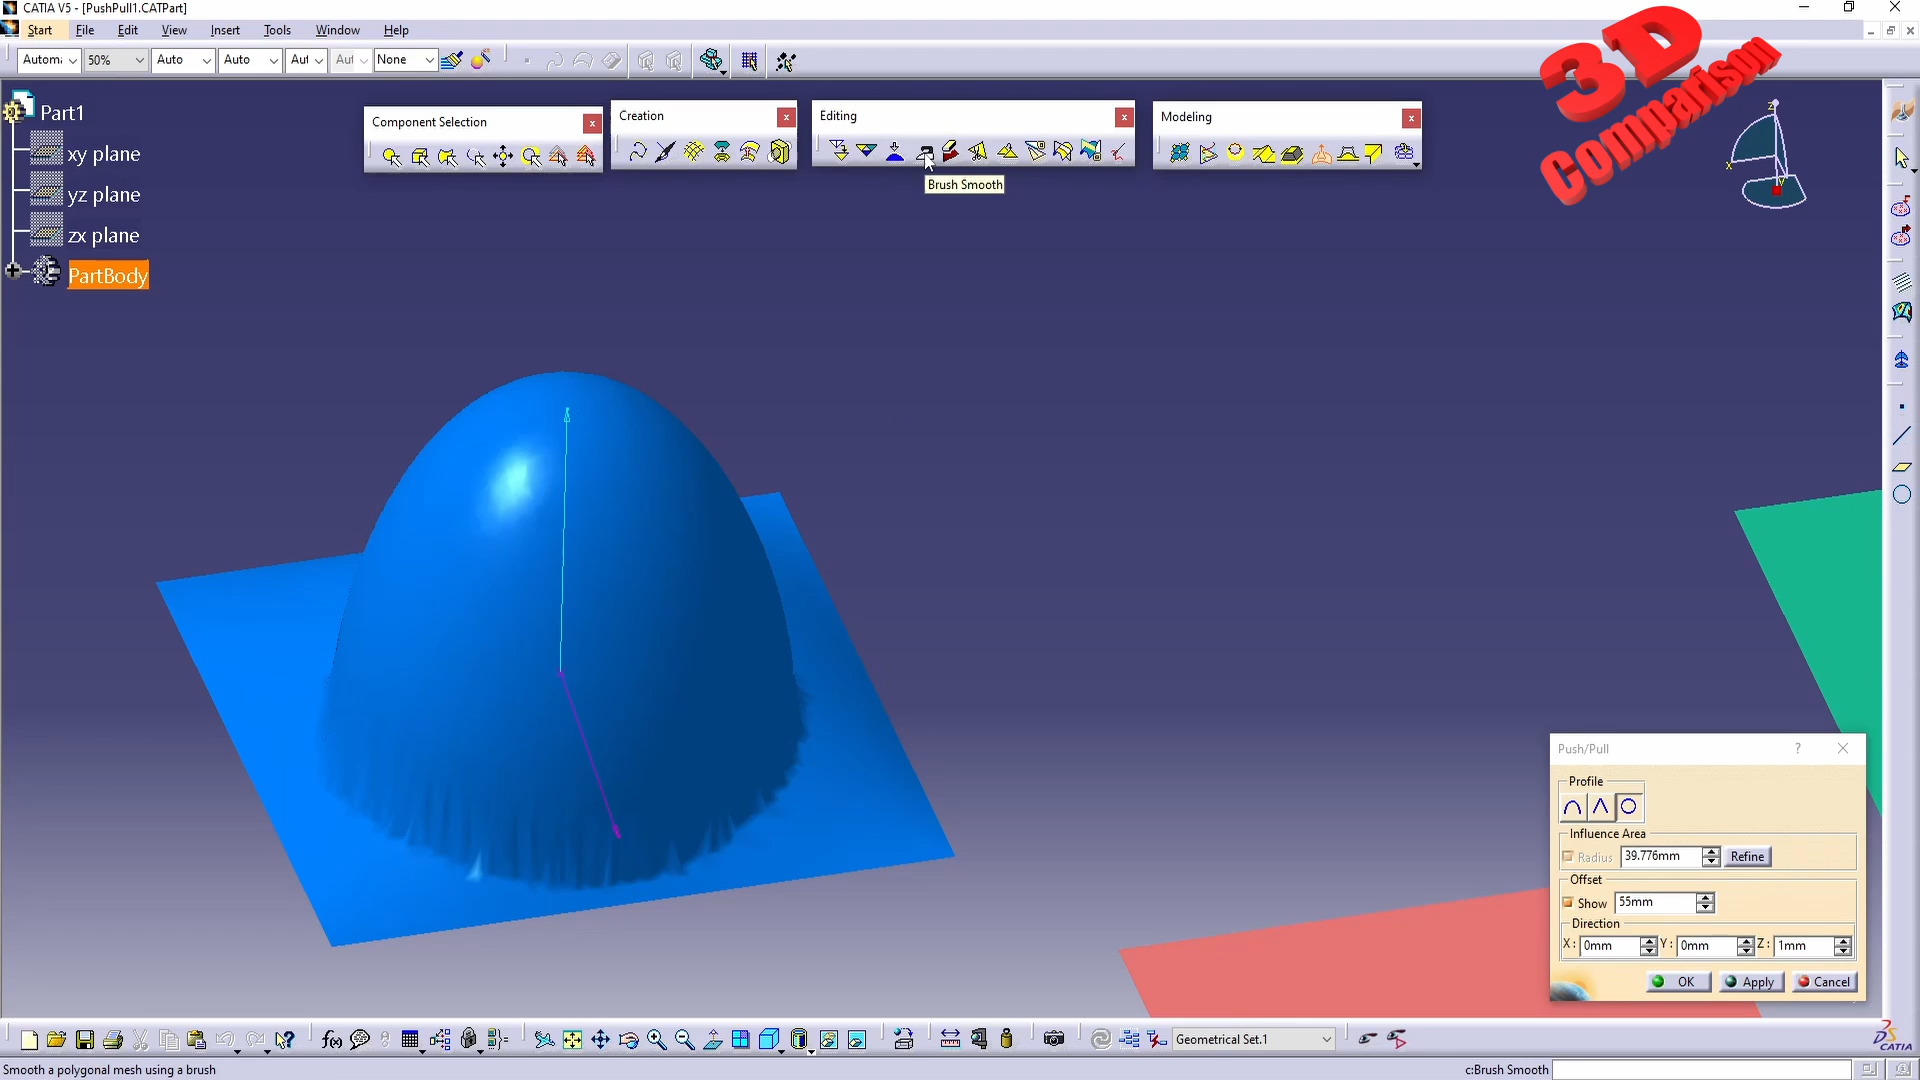 CATIA V5 - [PushPull1.CATPart]
Start File Edit View Insert Tools Window Help
Automa 50% Auto Auto Aut Aut None
3D
Comparison
Part1
xy plane
yz plane
zx plane
PartBody
Component Selection
Creation
Editing
Modeling
Brush Smooth
z
x
y
Push/Pull ?
Profile
Influence Area
Radius 39.776mm Refine
Offset
Show 55mm
Direction
X: 0mm Y: 0mm Z: 1mm
OK Apply Cancel
f(x)
Geometrical Set.1
CATIA
Smooth a polygonal mesh using a brush
c:Brush Smooth